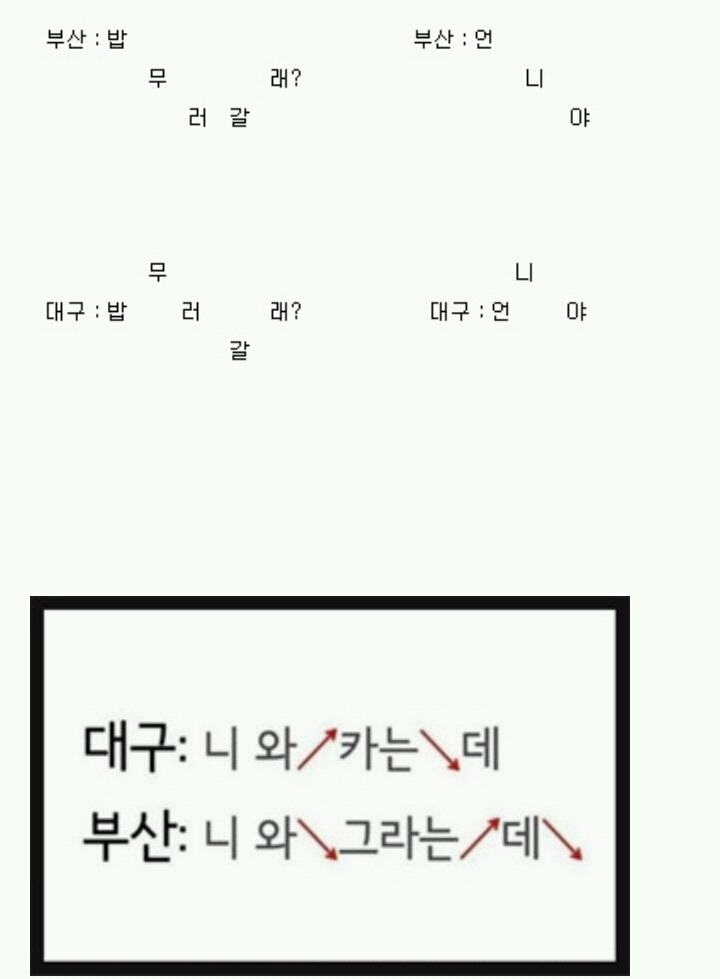 부산 : 밥 부산 : 언
무 래? 니
러 갈 야
무 니
대구 : 밥 러 래? 대구 : 언 야
갈
대구: 니 와↗카는↘데
부산: 니 와↘그라는↗데↘